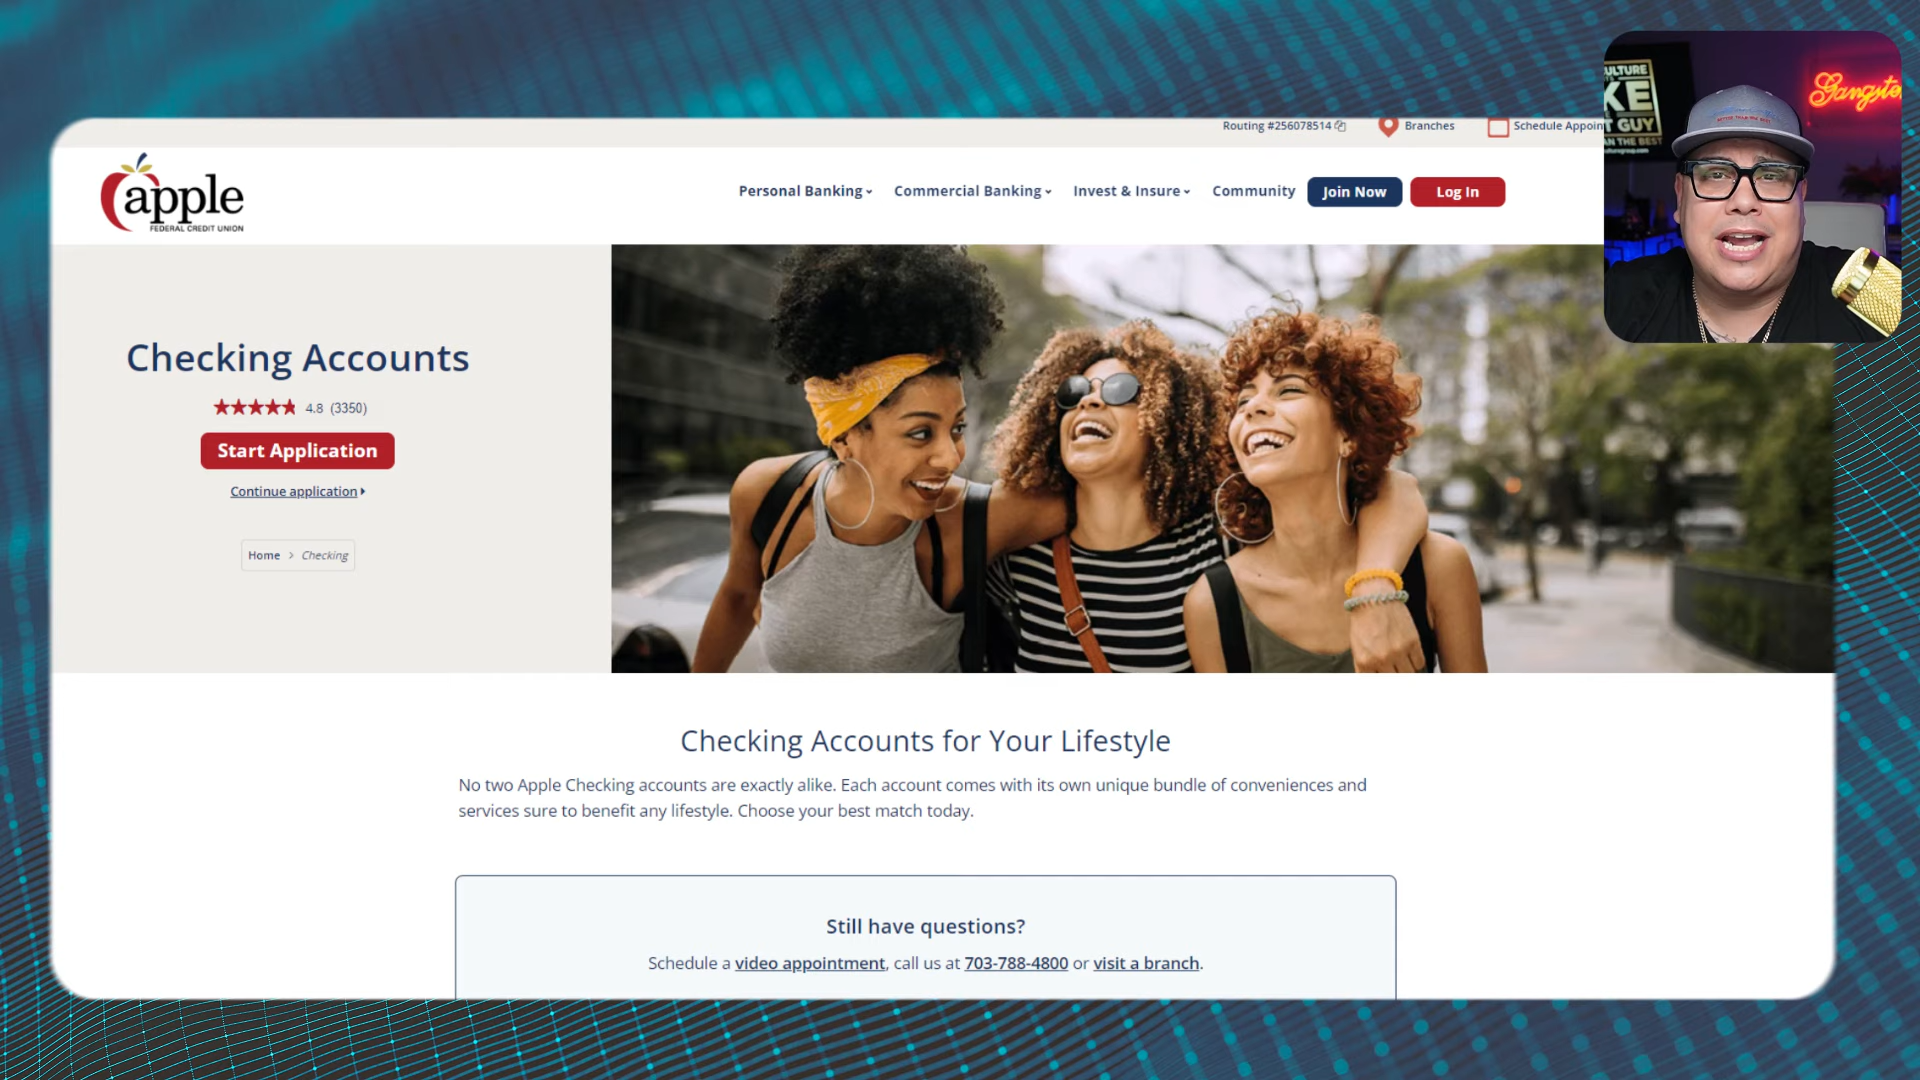 Routing #256078514
Branches
Schedule Appoin
apple
FEDERAL CREDIT UNION
Personal Banking
Commercial Banking
Invest & Insure
Community
Join Now
Log In
ULTURE
KE
T GUY
AN THE BEST
Gangste
Checking Accounts
4.8 (3350)
Start Application
Continue application
Home > Checking
Checking Accounts for Your Lifestyle
No two Apple Checking accounts are exactly alike. Each account comes with its own unique bundle of conveniences and
services sure to benefit any lifestyle. Choose your best match today.
Still have questions?
Schedule a video appointment, call us at 703-788-4800 or visit a branch.